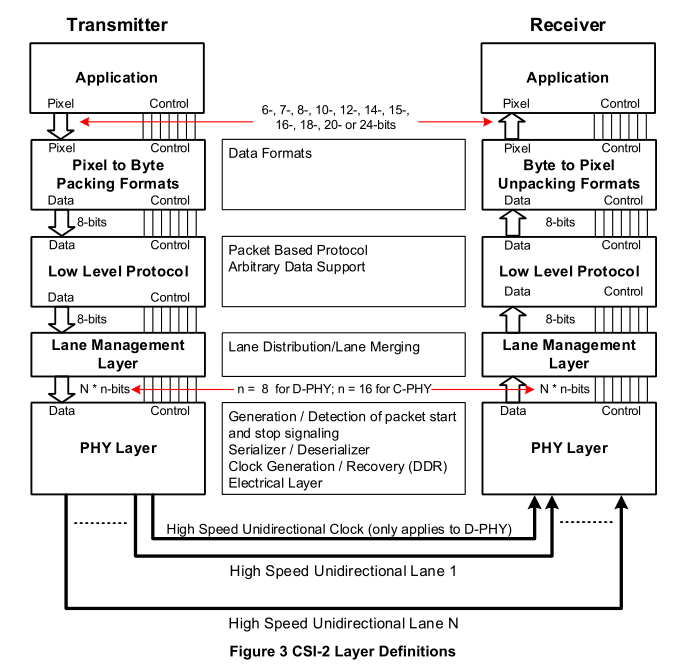 Transmitter
Receiver
Application
Application
Pixel
Control
6-, 7-, 8-, 10-, 12-, 14-, 15-,
16-, 18-, 20- or 24-bits
Pixel
Control
Pixel
Control
Pixel to Byte
Packing Formats
Data
Control
Data Formats
Pixel
Control
Byte to Pixel
Unpacking Formats
Data
Control
8-bits
8-bits
Data
Control
Low Level Protocol
Data
Control
Packet Based Protocol
Arbitrary Data Support
Data
Control
Low Level Protocol
Data
Control
8-bits
8-bits
Lane Management
Layer
Lane Distribution/Lane Merging
Lane Management
Layer
N * n-bits
n = 8 for D-PHY; n = 16 for C-PHY
N * n-bits
Data
Control
PHY Layer
Generation / Detection of packet start
and stop signaling
Serializer / Deserializer
Clock Generation / Recovery (DDR)
Electrical Layer
Data
Control
PHY Layer
High Speed Unidirectional Clock (only applies to D-PHY)
High Speed Unidirectional Lane 1
High Speed Unidirectional Lane N
Figure 3 CSI-2 Layer Definitions